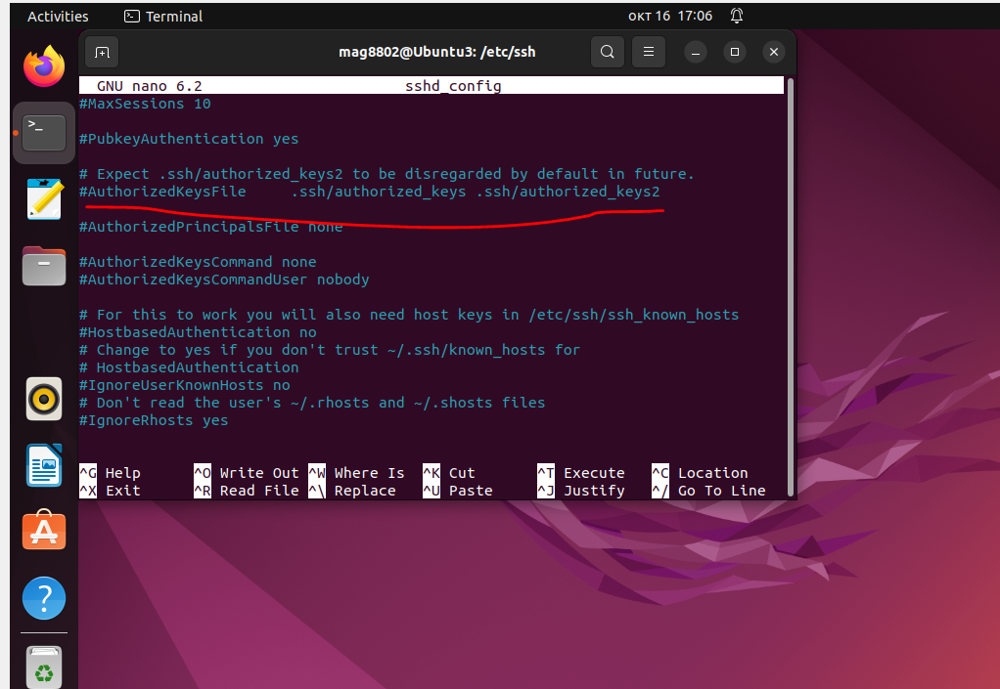 Activities Terminal окт 16 17:06
mag8802@Ubuntu3: /etc/ssh
GNU nano 6.2 sshd_config
#MaxSessions 10
#PubkeyAuthentication yes
# Expect .ssh/authorized_keys2 to be disregarded by default in future.
#AuthorizedKeysFile .ssh/authorized_keys .ssh/authorized_keys2
#AuthorizedPrincipalsFile none
#AuthorizedKeysCommand none
#AuthorizedKeysCommandUser nobody
# For this to work you will also need host keys in /etc/ssh/ssh_known_hosts
#HostbasedAuthentication no
# Change to yes if you don't trust ~/.ssh/known_hosts for
# HostbasedAuthentication
#IgnoreUserKnownHosts no
# Don't read the user's ~/.rhosts and ~/.shosts files
#IgnoreRhosts yes
^G Help ^O Write Out ^W Where Is ^K Cut ^T Execute ^C Location
^X Exit ^R Read File ^\ Replace ^U Paste ^J Justify ^/ Go To Line